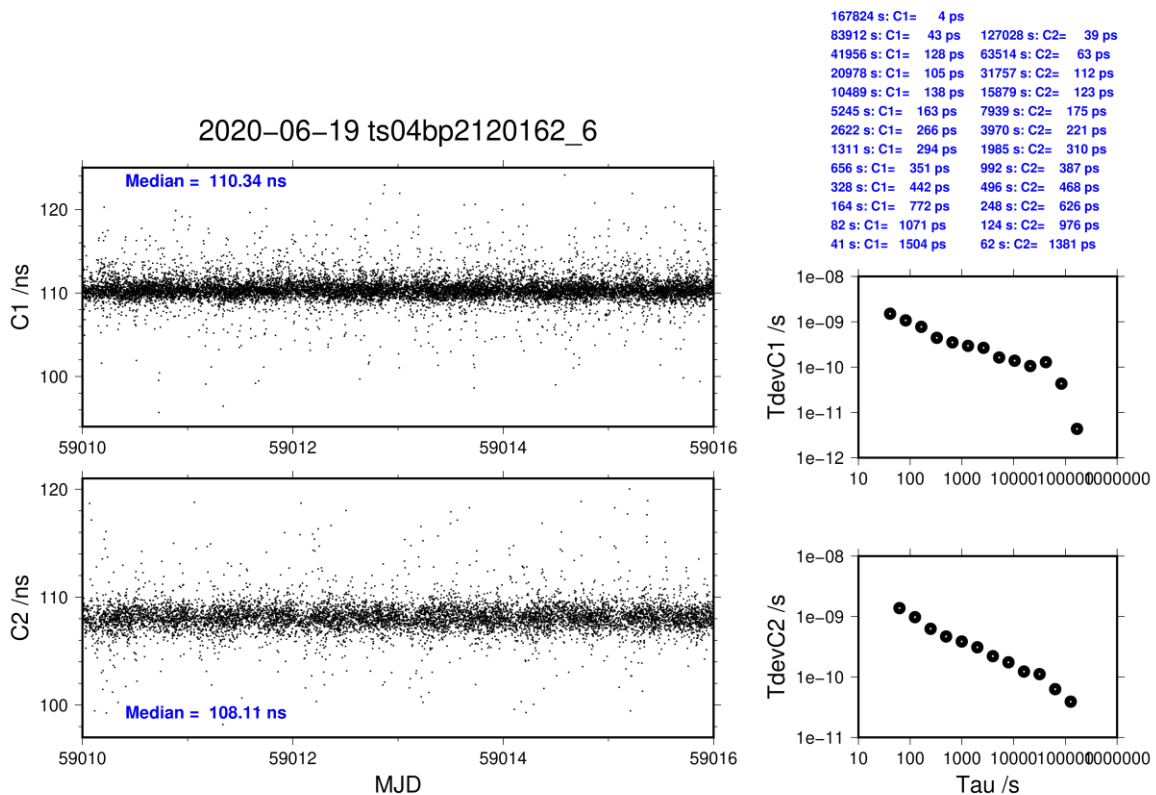 167824 s: C1= 4 ps
83912 s: C1= 43 ps 127028 s: C2= 39 ps
41956 s: C1= 128 ps 63514 s: C2= 63 ps
20978 s: C1= 105 ps 31757 s: C2= 112 ps
10489 s: C1= 138 ps 15879 s: C2= 123 ps
5245 s: C1= 163 ps 7939 s: C2= 175 ps
2622 s: C1= 266 ps 3970 s: C2= 221 ps
1311 s: C1= 294 ps 1985 s: C2= 310 ps
656 s: C1= 351 ps 992 s: C2= 387 ps
328 s: C1= 442 ps 496 s: C2= 468 ps
164 s: C1= 772 ps 248 s: C2= 626 ps
82 s: C1= 1071 ps 124 s: C2= 976 ps
41 s: C1= 1504 ps 62 s: C2= 1381 ps
2020−06−19 ts04bp2120162_6
Median = 110.34 ns
C1 /ns
120
110
100
59010 59012 59014 59016
C2 /ns
120
110
100
Median = 108.11 ns
59010 59012 59014 59016
MJD
TdevC1 /s
1e−08
1e−09
1e−10
1e−11
1e−12
10 100 1000 10000 100000 1000000
TdevC2 /s
1e−08
1e−09
1e−10
1e−11
10 100 1000 10000 100000 1000000
Tau /s